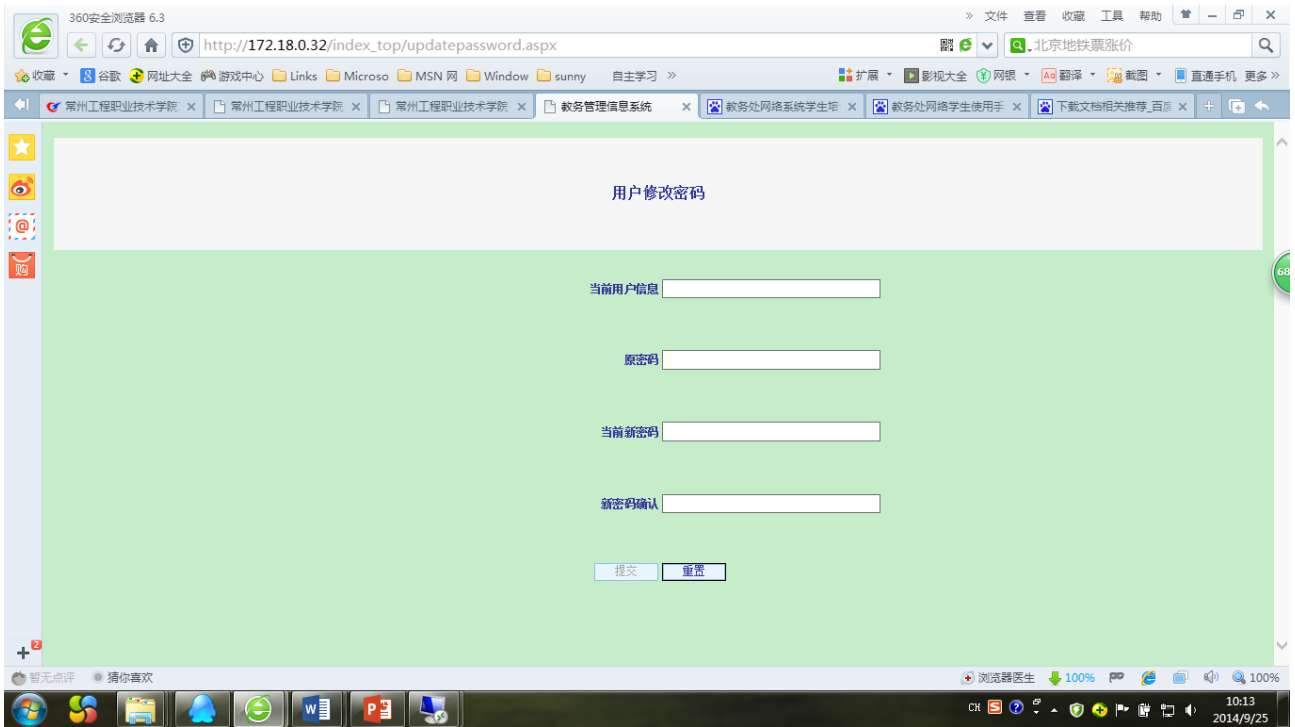 360安全浏览器 6.3
» 文件 查看 收藏 工具 帮助
http://172.18.0.32/index_top/updatepassword.aspx
北京地铁票涨价
收藏 谷歌 网址大全 游戏中心 Links Microso MSN 网 Window sunny 自主学习 »
扩展 影视大全 网银 翻译 截图 直通手机 更多 »
常州工程职业技术学院 常州工程职业技术学院 常州工程职业技术学院 教务管理信息系统 教务处网络系统学生培 教务处网络学生使用手 下载文档相关推荐_百度
用户修改密码
购
68
当前用户信息
原密码
当前新密码
新密码确认
提交 重置
2
暂无点评 猜你喜欢
浏览器医生 100% 100%
CH
10:13
2014/9/25